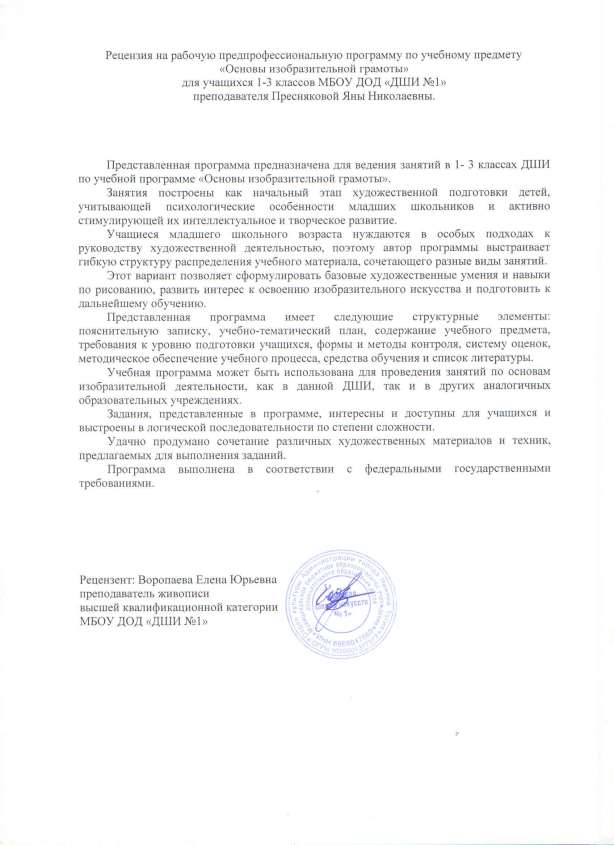 Рецензия на рабочую предпрофессиональную программу по учебному предмету
«Основы изобразительной грамоты»
для учащихся 1-3 классов МБОУ ДОД «ДШИ №1»
преподавателя Пресняковой Яны Николаевны.
Представленная программа предназначена для ведения занятий в 1- 3 классах ДШИ
по учебной программе «Основы изобразительной грамоты».
Занятия построены как начальный этап художественной подготовки детей,
учитывающей психологические особенности младших школьников и активно
стимулирующей их интеллектуальное и творческое развитие.
Учащиеся младшего школьного возраста нуждаются в особых подходах к
руководству художественной деятельностью, поэтому автор программы выстраивает
гибкую структуру распределения учебного материала, сочетающего разные виды занятий.
Этот вариант позволяет сформулировать базовые художественные умения и навыки
по рисованию, развить интерес к освоению изобразительного искусства и подготовить к
дальнейшему обучению.
Представленная программа имеет следующие структурные элементы:
пояснительную записку, учебно-тематический план, содержание учебного предмета,
требования к уровню подготовки учащихся, формы и методы контроля, систему оценок,
методическое обеспечение учебного процесса, средства обучения и список литературы.
Учебная программа может быть использована для проведения занятий по основам
изобразительной деятельности, как в данной ДШИ, так и в других аналогичных
образовательных учреждениях.
Задания, представленные в программе, интересны и доступны для учащихся и
выстроены в логической последовательности по степени сложности.
Удачно продумано сочетание различных художественных материалов и техник,
предлагаемых для выполнения заданий.
Программа выполнена в соответствии с федеральными государственными
требованиями.
Рецензент: Воропаева Елена Юрьевна
преподаватель живописи
высшей квалификационной категории
МБОУ ДОД «ДШИ №1»
искусств
№ 1»